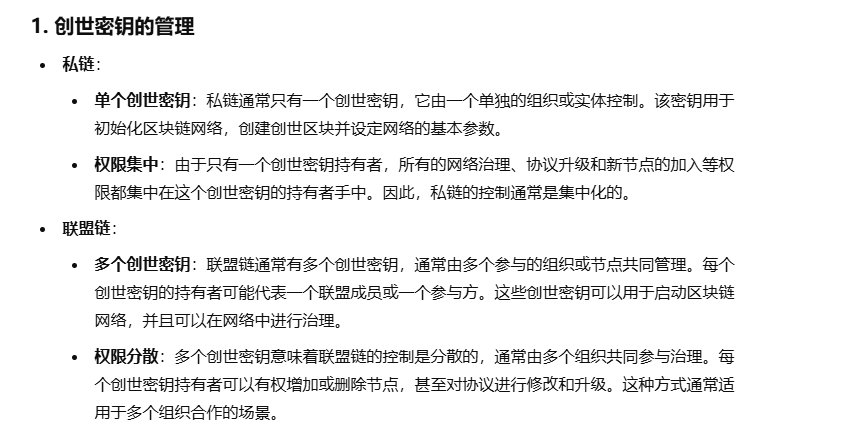 1. 创世密钥的管理
• 私链：
• 单个创世密钥：私链通常只有一个创世密钥，它由一个单独的组织或实体控制。该密钥用于
初始化区块链网络，创建创世区块并设定网络的基本参数。
• 权限集中：由于只有一个创世密钥持有者，所有的网络治理、协议升级和新节点的加入等权
限都集中在这个创世密钥的持有者手中。因此，私链的控制通常是集中化的。
• 联盟链：
• 多个创世密钥：联盟链通常有多个创世密钥，通常由多个参与的组织或节点共同管理。每个
创世密钥的持有者可能代表一个联盟成员或一个参与方。这些创世密钥可以用于启动区块链
网络，并且可以在网络中进行治理。
• 权限分散：多个创世密钥意味着联盟链的控制是分散的，通常由多个组织共同参与治理。每
个创世密钥持有者可以有权增加或删除节点，甚至对协议进行修改和升级。这种方式通常适
用于多个组织合作的场景。